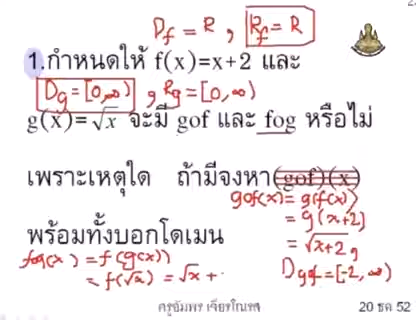 D_f = R , R_f = R
1.กำหนดให้ f(x)=x+2 และ
D_g = [0,∞) , R_g = [0,∞)
g(x)=√x จะมี gof และ fog หรือไม่
เพราะเหตุใด ถ้ามีจงหา(gof)(x)
gof(x) = g(f(x))
= g(x+2)
พร้อมทั้งบอกโดเมน
= √x+2,
fog(x) = f(g(x))
D_gof = [-2,∞)
= f(√x) = √x +
ครูอัมพร เจียรโณรส
20 ธค 52